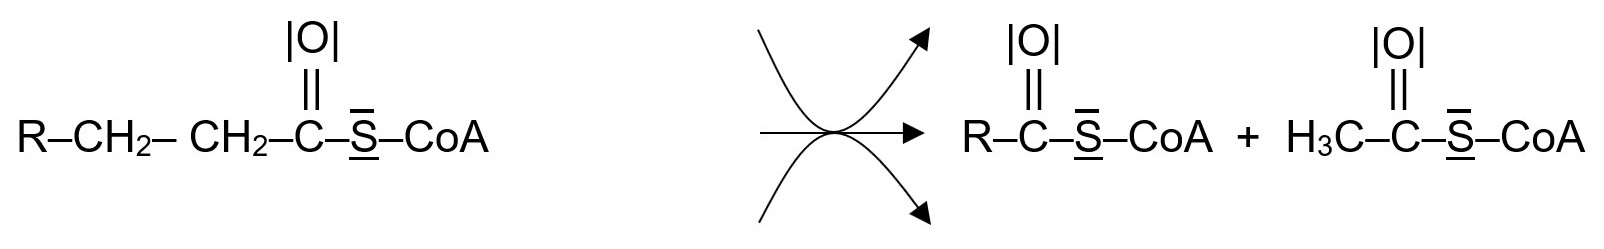 |O| |O| |O|
R–CH₂– CH₂–C–S–CoA R–C–S–CoA + H₃C–C–S–CoA